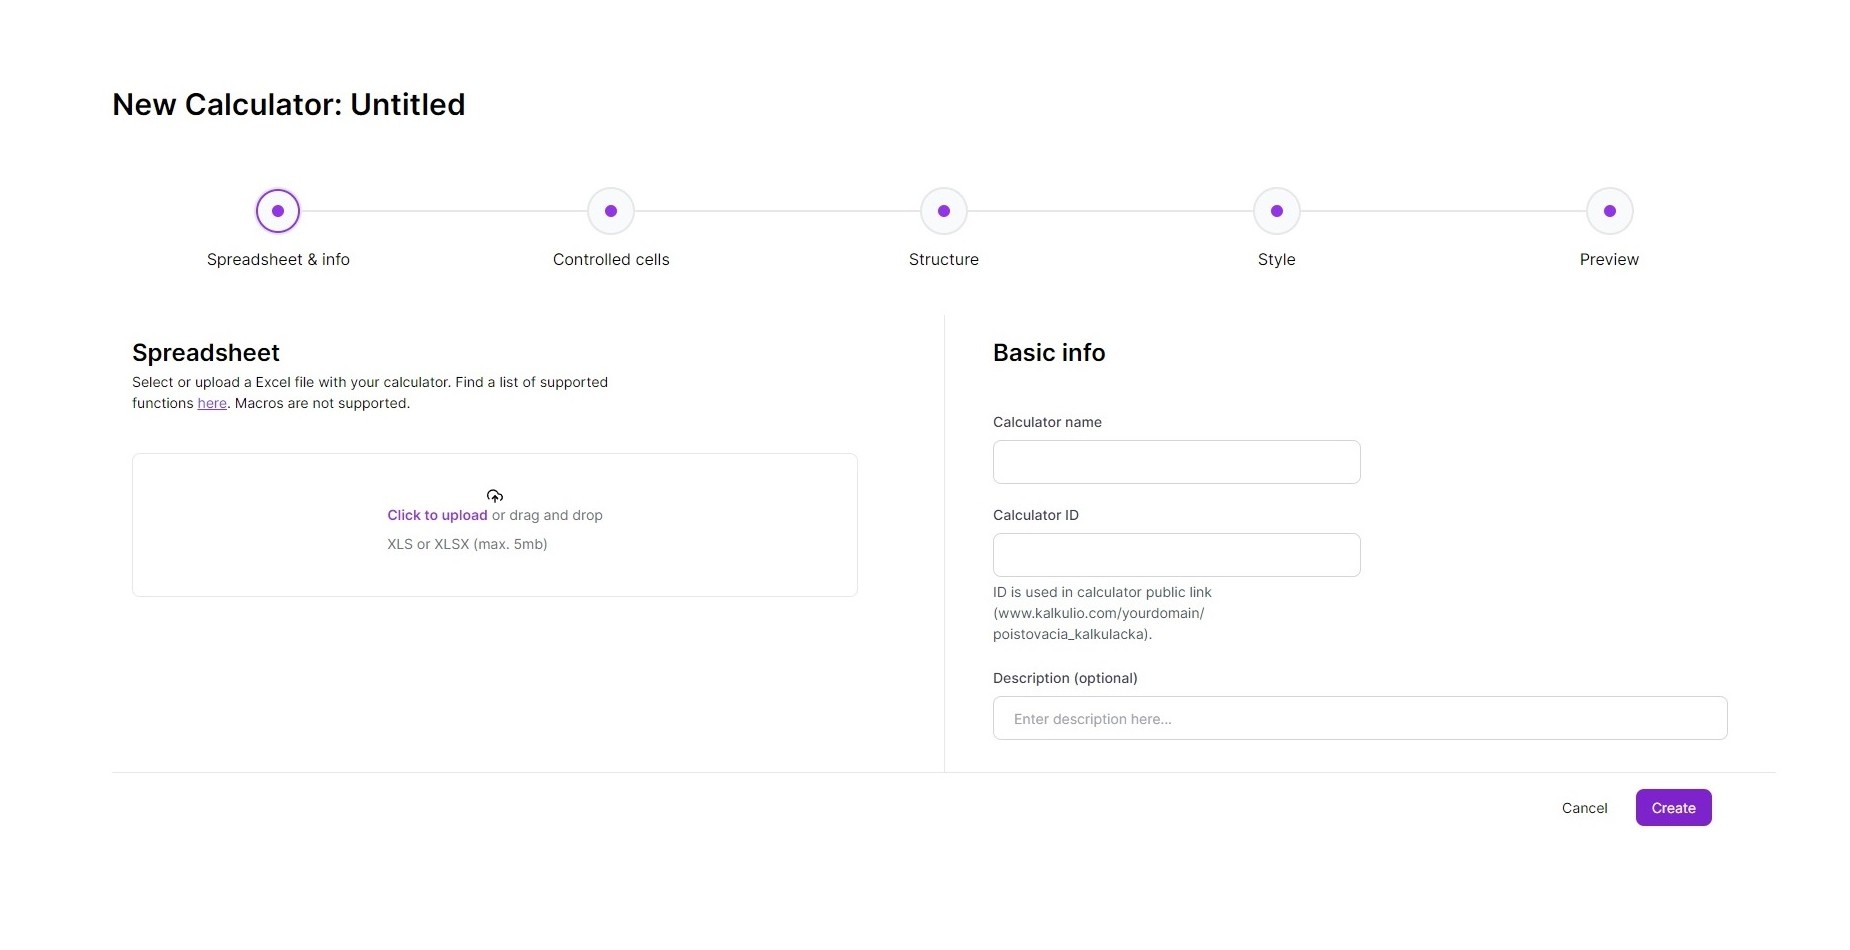 New Calculator: Untitled
Spreadsheet & info
Controlled cells
Structure
Style
Preview
Spreadsheet
Select or upload a Excel file with your calculator. Find a list of supported
functions here. Macros are not supported.
Click to upload or drag and drop
XLS or XLSX (max. 5mb)
Basic info
Calculator name
Calculator ID
ID is used in calculator public link
(www.kalkulio.com/yourdomain/
poistovacia_kalkulacka).
Description (optional)
Enter description here...
Cancel
Create